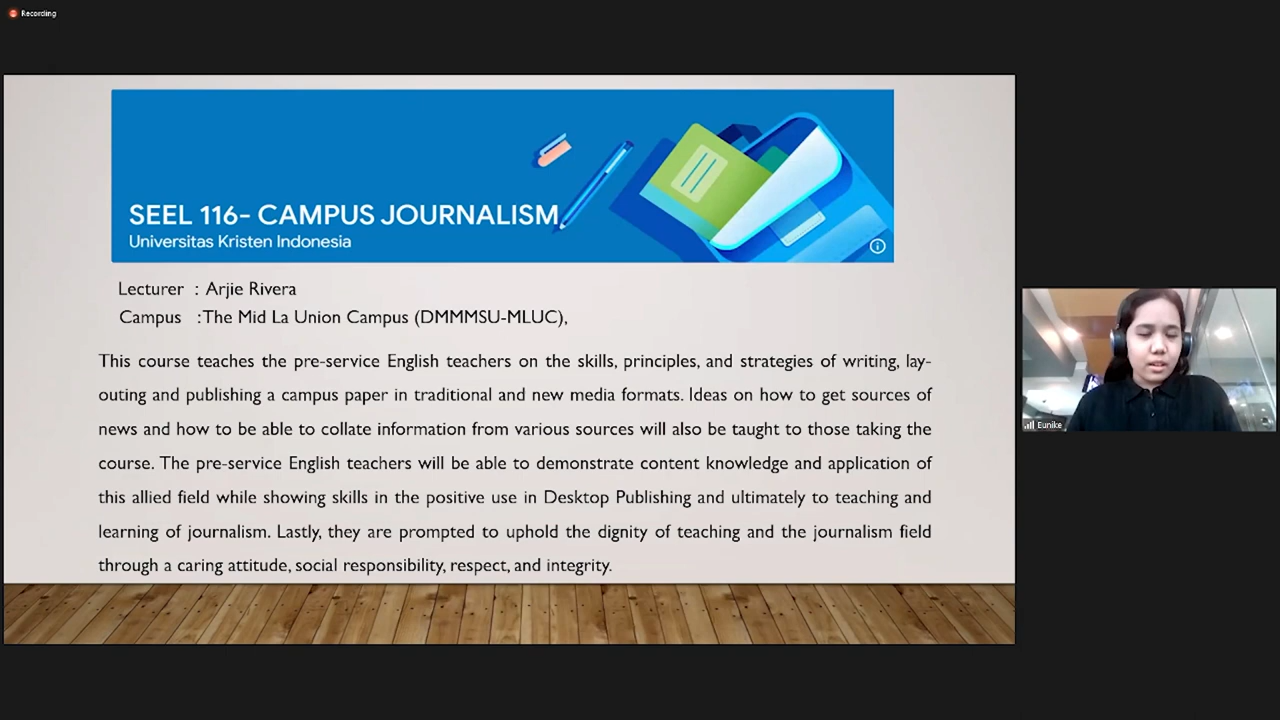 Recording
SEEL 116- CAMPUS JOURNALISM
Universitas Kristen Indonesia
Lecturer : Arjie Rivera
Campus :The Mid La Union Campus (DMMMSU-MLUC),
This course teaches the pre-service English teachers on the skills, principles, and strategies of writing, lay-
outing and publishing a campus paper in traditional and new media formats. Ideas on how to get sources of
news and how to be able to collate information from various sources will also be taught to those taking the
course. The pre-service English teachers will be able to demonstrate content knowledge and application of
this allied field while showing skills in the positive use in Desktop Publishing and ultimately to teaching and
learning of journalism. Lastly, they are prompted to uphold the dignity of teaching and the journalism field
through a caring attitude, social responsibility, respect, and integrity.
Eunike